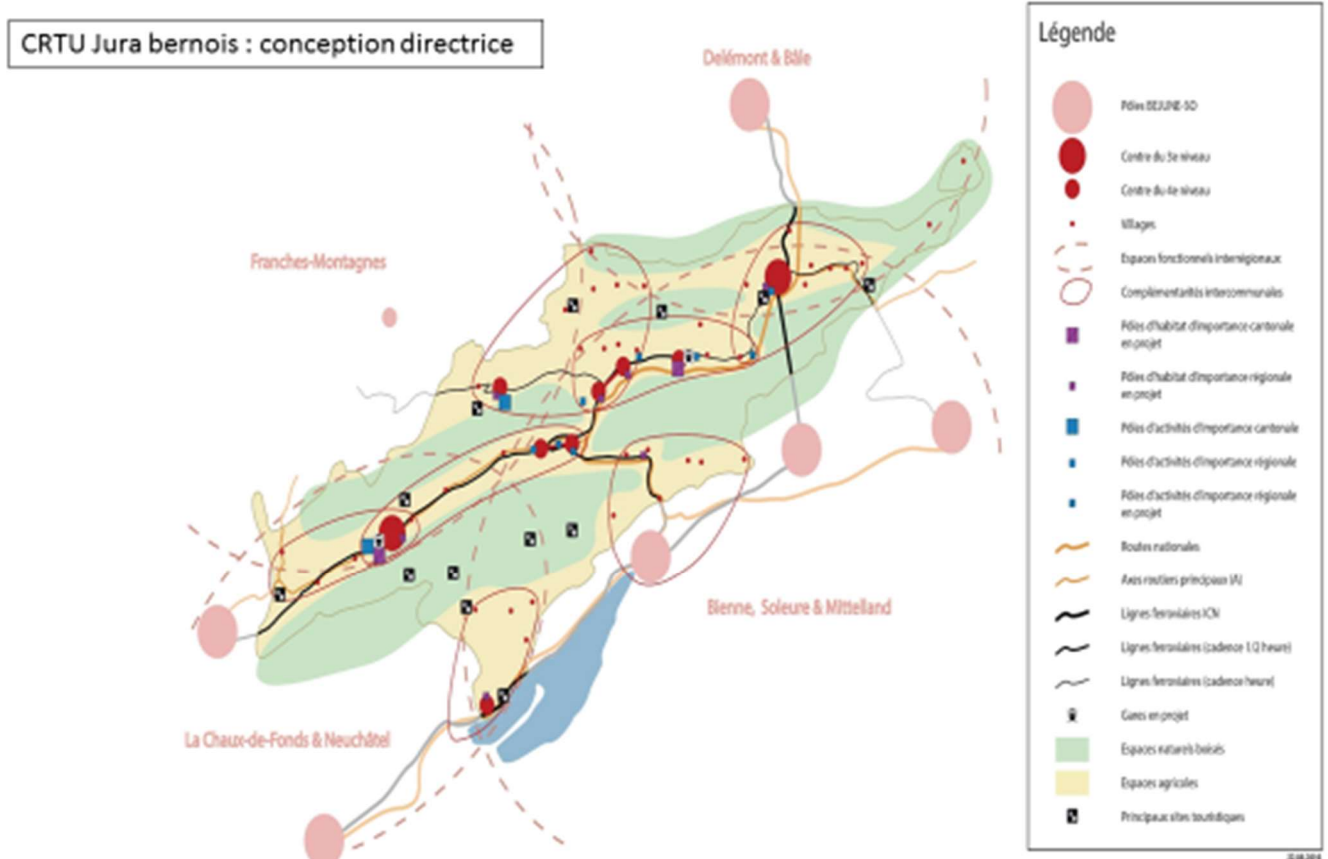 CRTU Jura bernois : conception directrice
Delémont & Bâle
Franches-Montagnes
Bienne, Soleure & Mittelland
La Chaux-de-Fonds & Neuchâtel
Légende
Pôles BEJUNE-SO
Centre du 3e niveau
Centre du 4e niveau
Villages
Espaces fonctionnels interrégionaux
Complémentarités intercommunales
Pôles d'habitat d'importance cantonale
en projet
Pôles d'habitat d'importance régionale
en projet
Pôles d'activités d'importance cantonale
Pôles d'activités d'importance régionale
Pôles d'activités d'importance régionale
en projet
Routes nationales
Axes routiers principaux (A)
Lignes ferroviaires ICN
Lignes ferroviaires (cadence 1/2 heure)
Lignes ferroviaires (cadence heure)
Gares en projet
Espaces naturels boisés
Espaces agricoles
Principaux sites touristiques